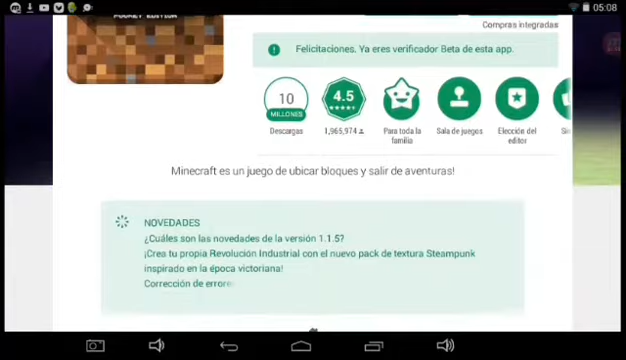 05:08
POCKET EDITION
Compras integradas
Felicitaciones. Ya eres verificador Beta de esta app.
10
MILLONES
4.5
Descargas
1,965,974
Para toda la
familia
Sala de juegos
Elección del
editor
Minecraft es un juego de ubicar bloques y salir de aventuras!
NOVEDADES
¿Cuáles son las novedades de la versión 1.1.5?
¡Crea tu propia Revolución Industrial con el nuevo pack de textura Steampunk
inspirado en la época victoriana!
Corrección de errore